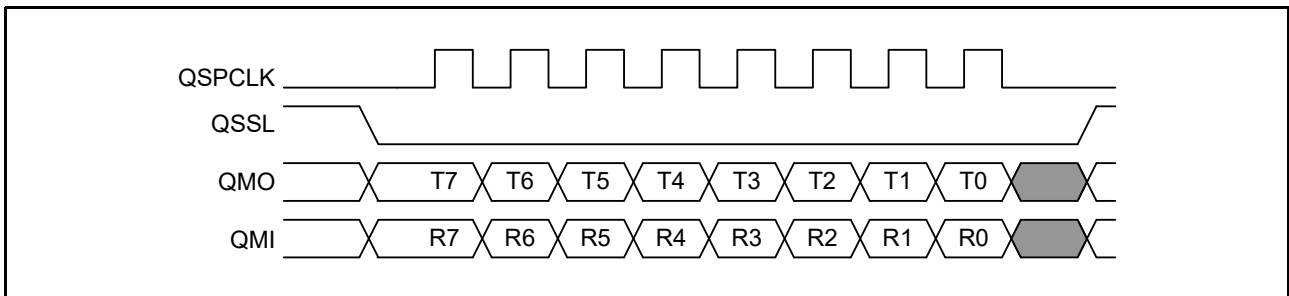 QSPCLK
QSSL
QMO T7 T6 T5 T4 T3 T2 T1 T0
QMI R7 R6 R5 R4 R3 R2 R1 R0